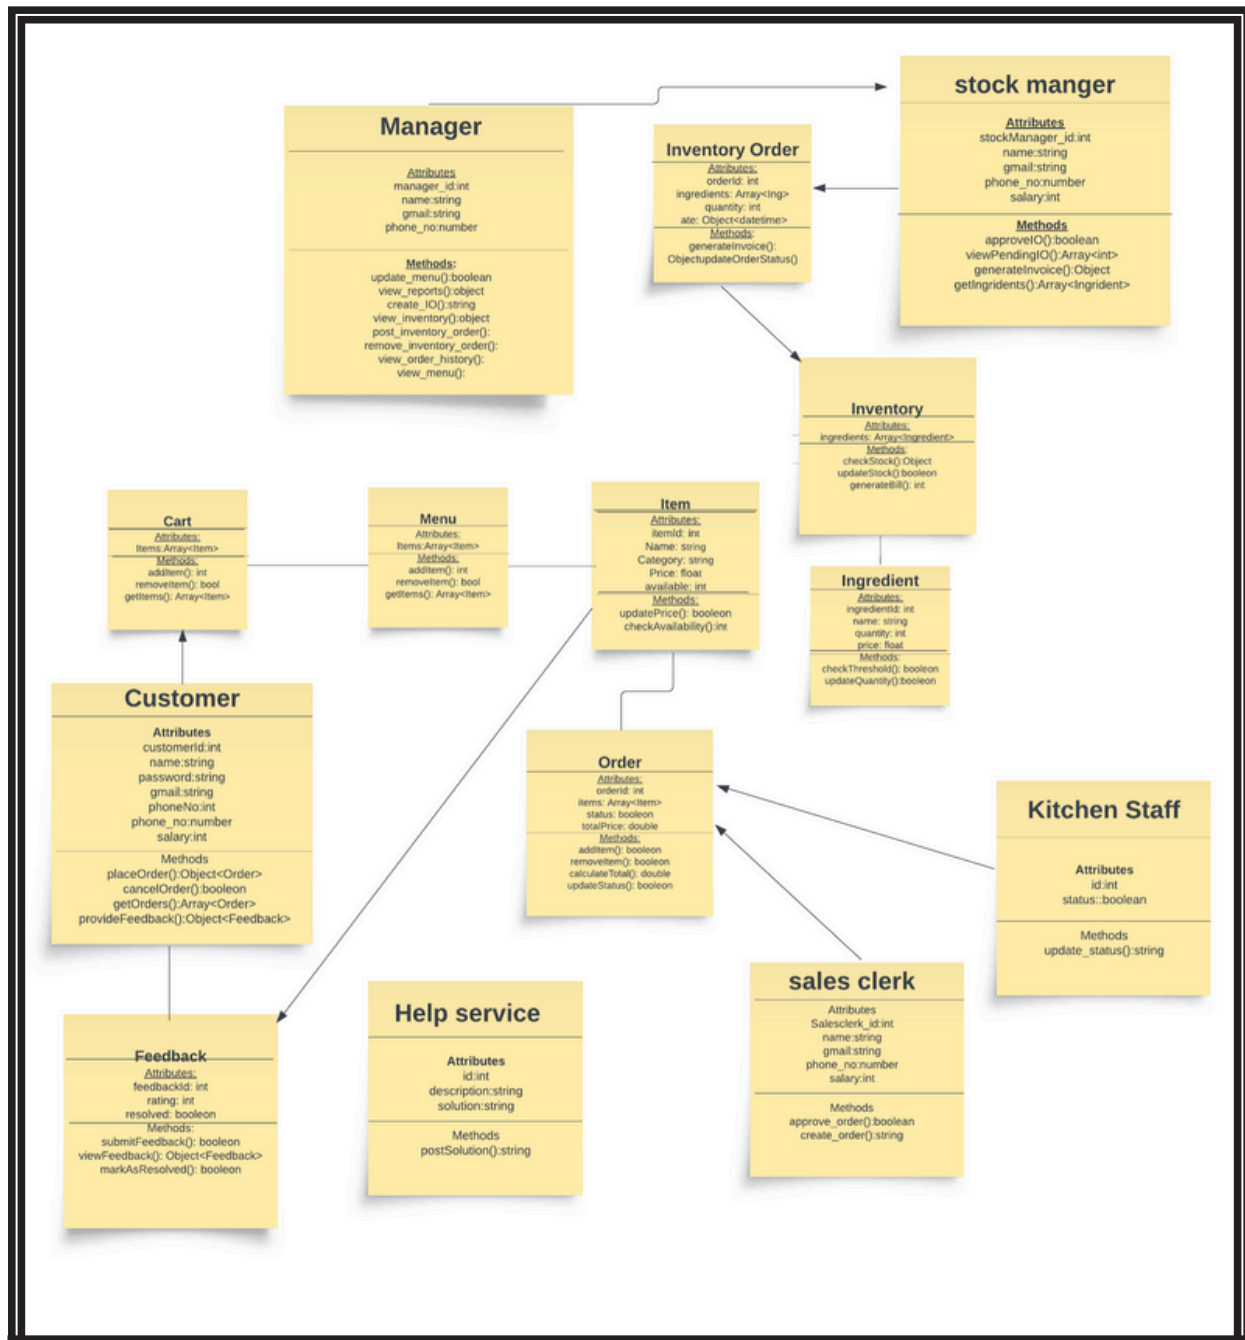 stock manger
Attributes
stockManager_id:int
name:string
gmail:string
phone_no:number
salary:int
Methods
approveIO():boolean
viewPendingIO():Array<int>
generateInvoice():Object
getIngridents():Array<Ingrident>
Manager
Attributes
manager_id:int
name:string
gmail:string
phone_no:number
Methods:
update_menu():boolean
view_reports():object
create_IO():string
view_inventory():object
post_inventory_order():
remove_inventory_order():
view_order_history():
view_menu():
Inventory Order
Attributes:
orderId: int
ingredients: Array<Ing>
quantity: int
ate: Object<datetime>
Methods:
generateInvoice():
ObjectupdateOrderStatus()
Inventory
Attributes:
ingredients: Array<Ingredient>
Methods:
checkStock():Object
updateStock():boolean
generateBill(): int
Cart
Attributes:
Items:Array<Item>
Methods:
addItem(): int
removeItem(): bool
getItems(): Array<Item>
Menu
Attributes:
Items:Array<Item>
Methods:
addItem(): int
removeItem(): bool
getItems(): Array<Item>
Item
Attributes:
itemId: int
Name: string
Category: string
Price: float
available: int
Methods:
updatePrice(): boolean
checkAvailability():int
Ingredient
Attributes:
ingredientId: int
name: string
quantity: int
price: float
Methods:
checkThreshold(): boolean
updateQuantity():boolean
Customer
Attributes
customerId:int
name:string
password:string
gmail:string
phoneNo:int
phone_no:number
salary:int
Methods
placeOrder():Object<Order>
cancelOrder():boolean
getOrders():Array<Order>
provideFeedback():Object<Feedback>
Order
Attributes:
orderId: int
items: Array<Item>
status: boolean
totalPrice: double
Methods:
addItem(): boolean
removeItem(): boolean
calculateTotal(): double
updateStatus(): boolean
Kitchen Staff
Attributes
id:int
status::boolean
Methods
update_status():string
sales clerk
Attributes
Salesclerk_id:int
name:string
gmail:string
phone_no:number
salary:int
Methods
approve_order():boolean
create_order():string
Help service
Attributes
id:int
description:string
solution:string
Methods
postSolution():string
Feedback
Attributes:
feedbackId: int
rating: int
resolved: boolean
Methods:
submitFeedback(): boolean
viewFeedback(): Object<Feedback>
markAsResolved(): boolean